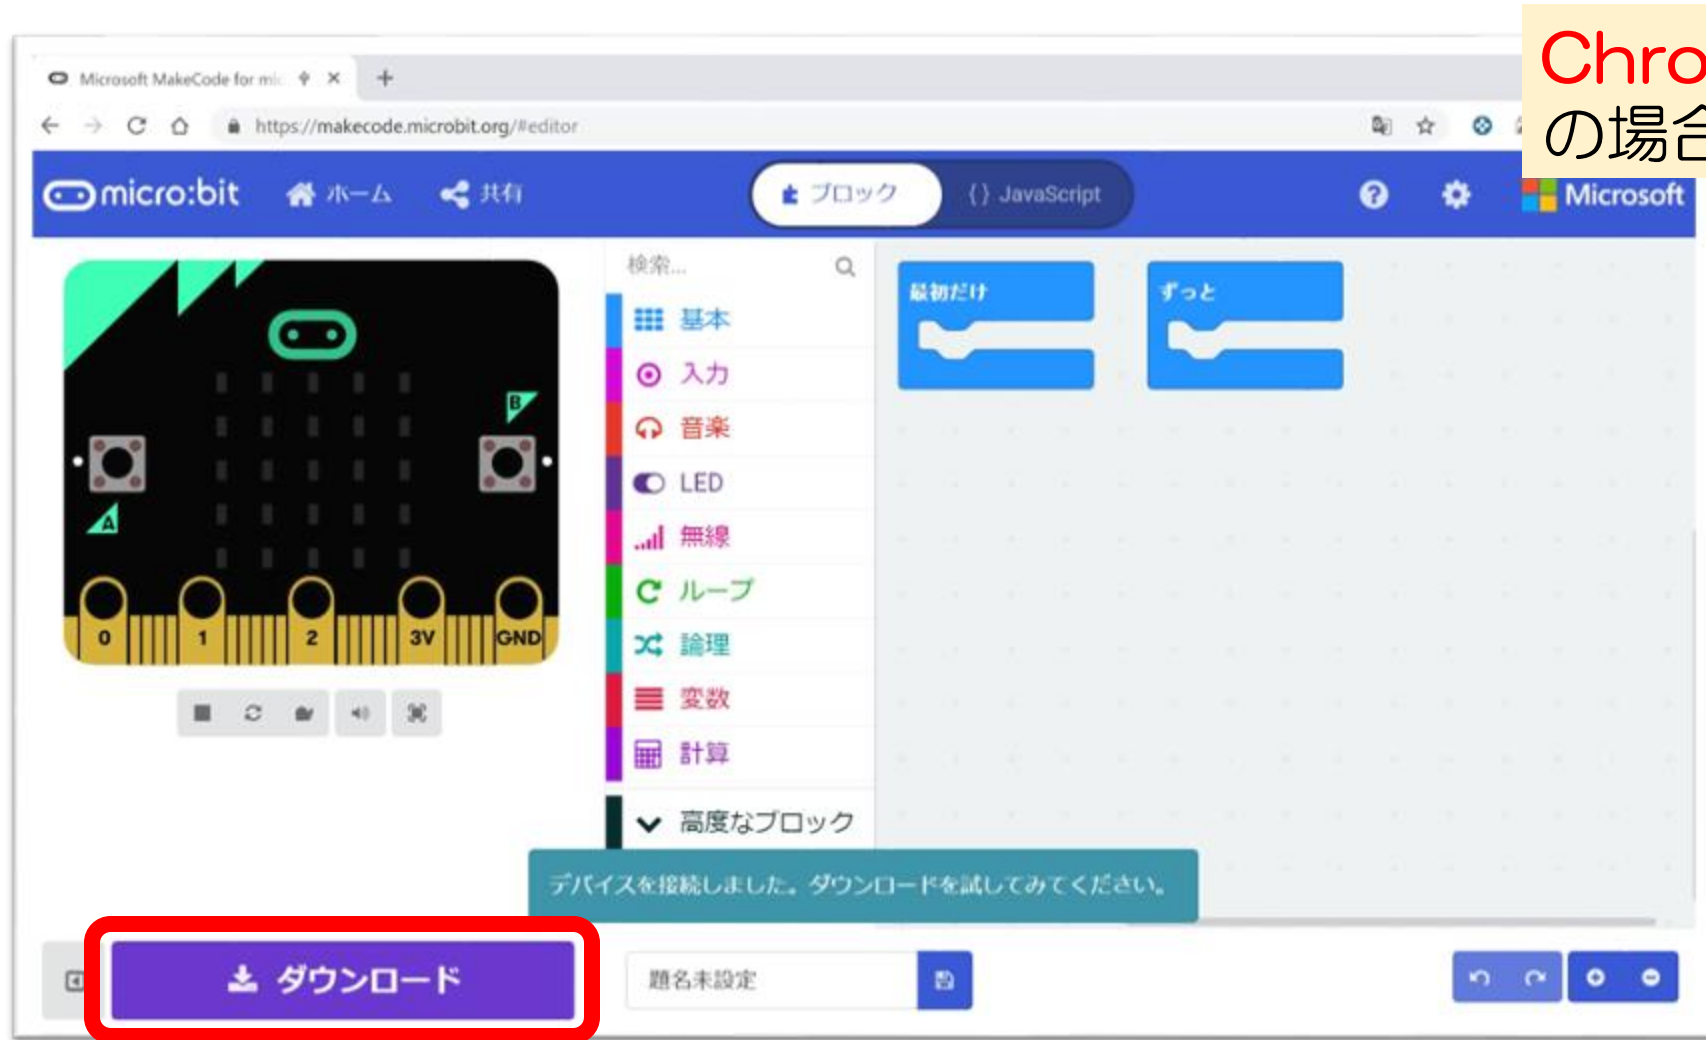 Chro
の場合
Microsoft MakeCode for mic
https://makecode.microbit.org/#editor
micro:bit
ホーム
共有
ブロック
{} JavaScript
Microsoft
検索...
基本
入力
音楽
LED
無線
ループ
論理
変数
計算
高度なブロック
最初だけ
ずっと
B
A
0
1
2
3V
GND
デバイスを接続しました。ダウンロードを試してみてください。
ダウンロード
題名未設定